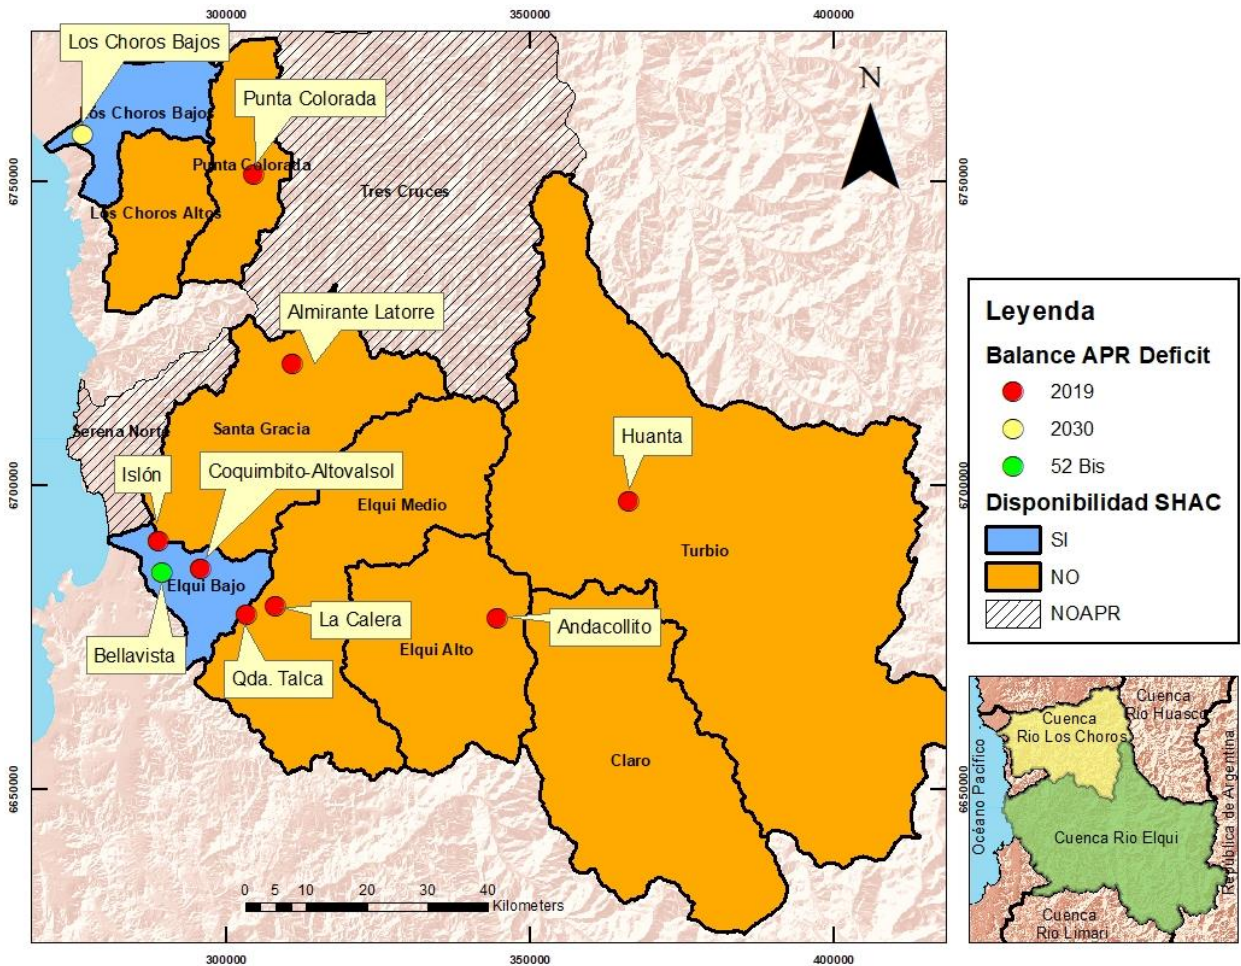 300000
350000
400000
Los Choros Bajos
Punta Colorada
N
Los Choros Bajos
Punta Colorada
6750000
6750000
Tres Cruces
Los Choros Altos
Almirante Latorre
Leyenda
Balance APR Deficit
2019
2030
52 Bis
Disponibilidad SHAC
SI
NO
NOAPR
Santa Gracia
Serena Norte
Huanta
Islón
Coquimbito-Altovalsol
6700000
6700000
Elqui Medio
Turbio
Elqui Bajo
La Calera
Andacollito
Bellavista
Elqui Alto
Qda. Talca
Claro
6650000
6650000
0 5 10 20 30 40
Kilometers
300000
350000
400000
Cuenca
Rio Huasco
Cuenca
Rio Los Choros
Océano Pacífico
Cuenca Rio Elqui
República de Argentina
Cuenca
Rio Limari